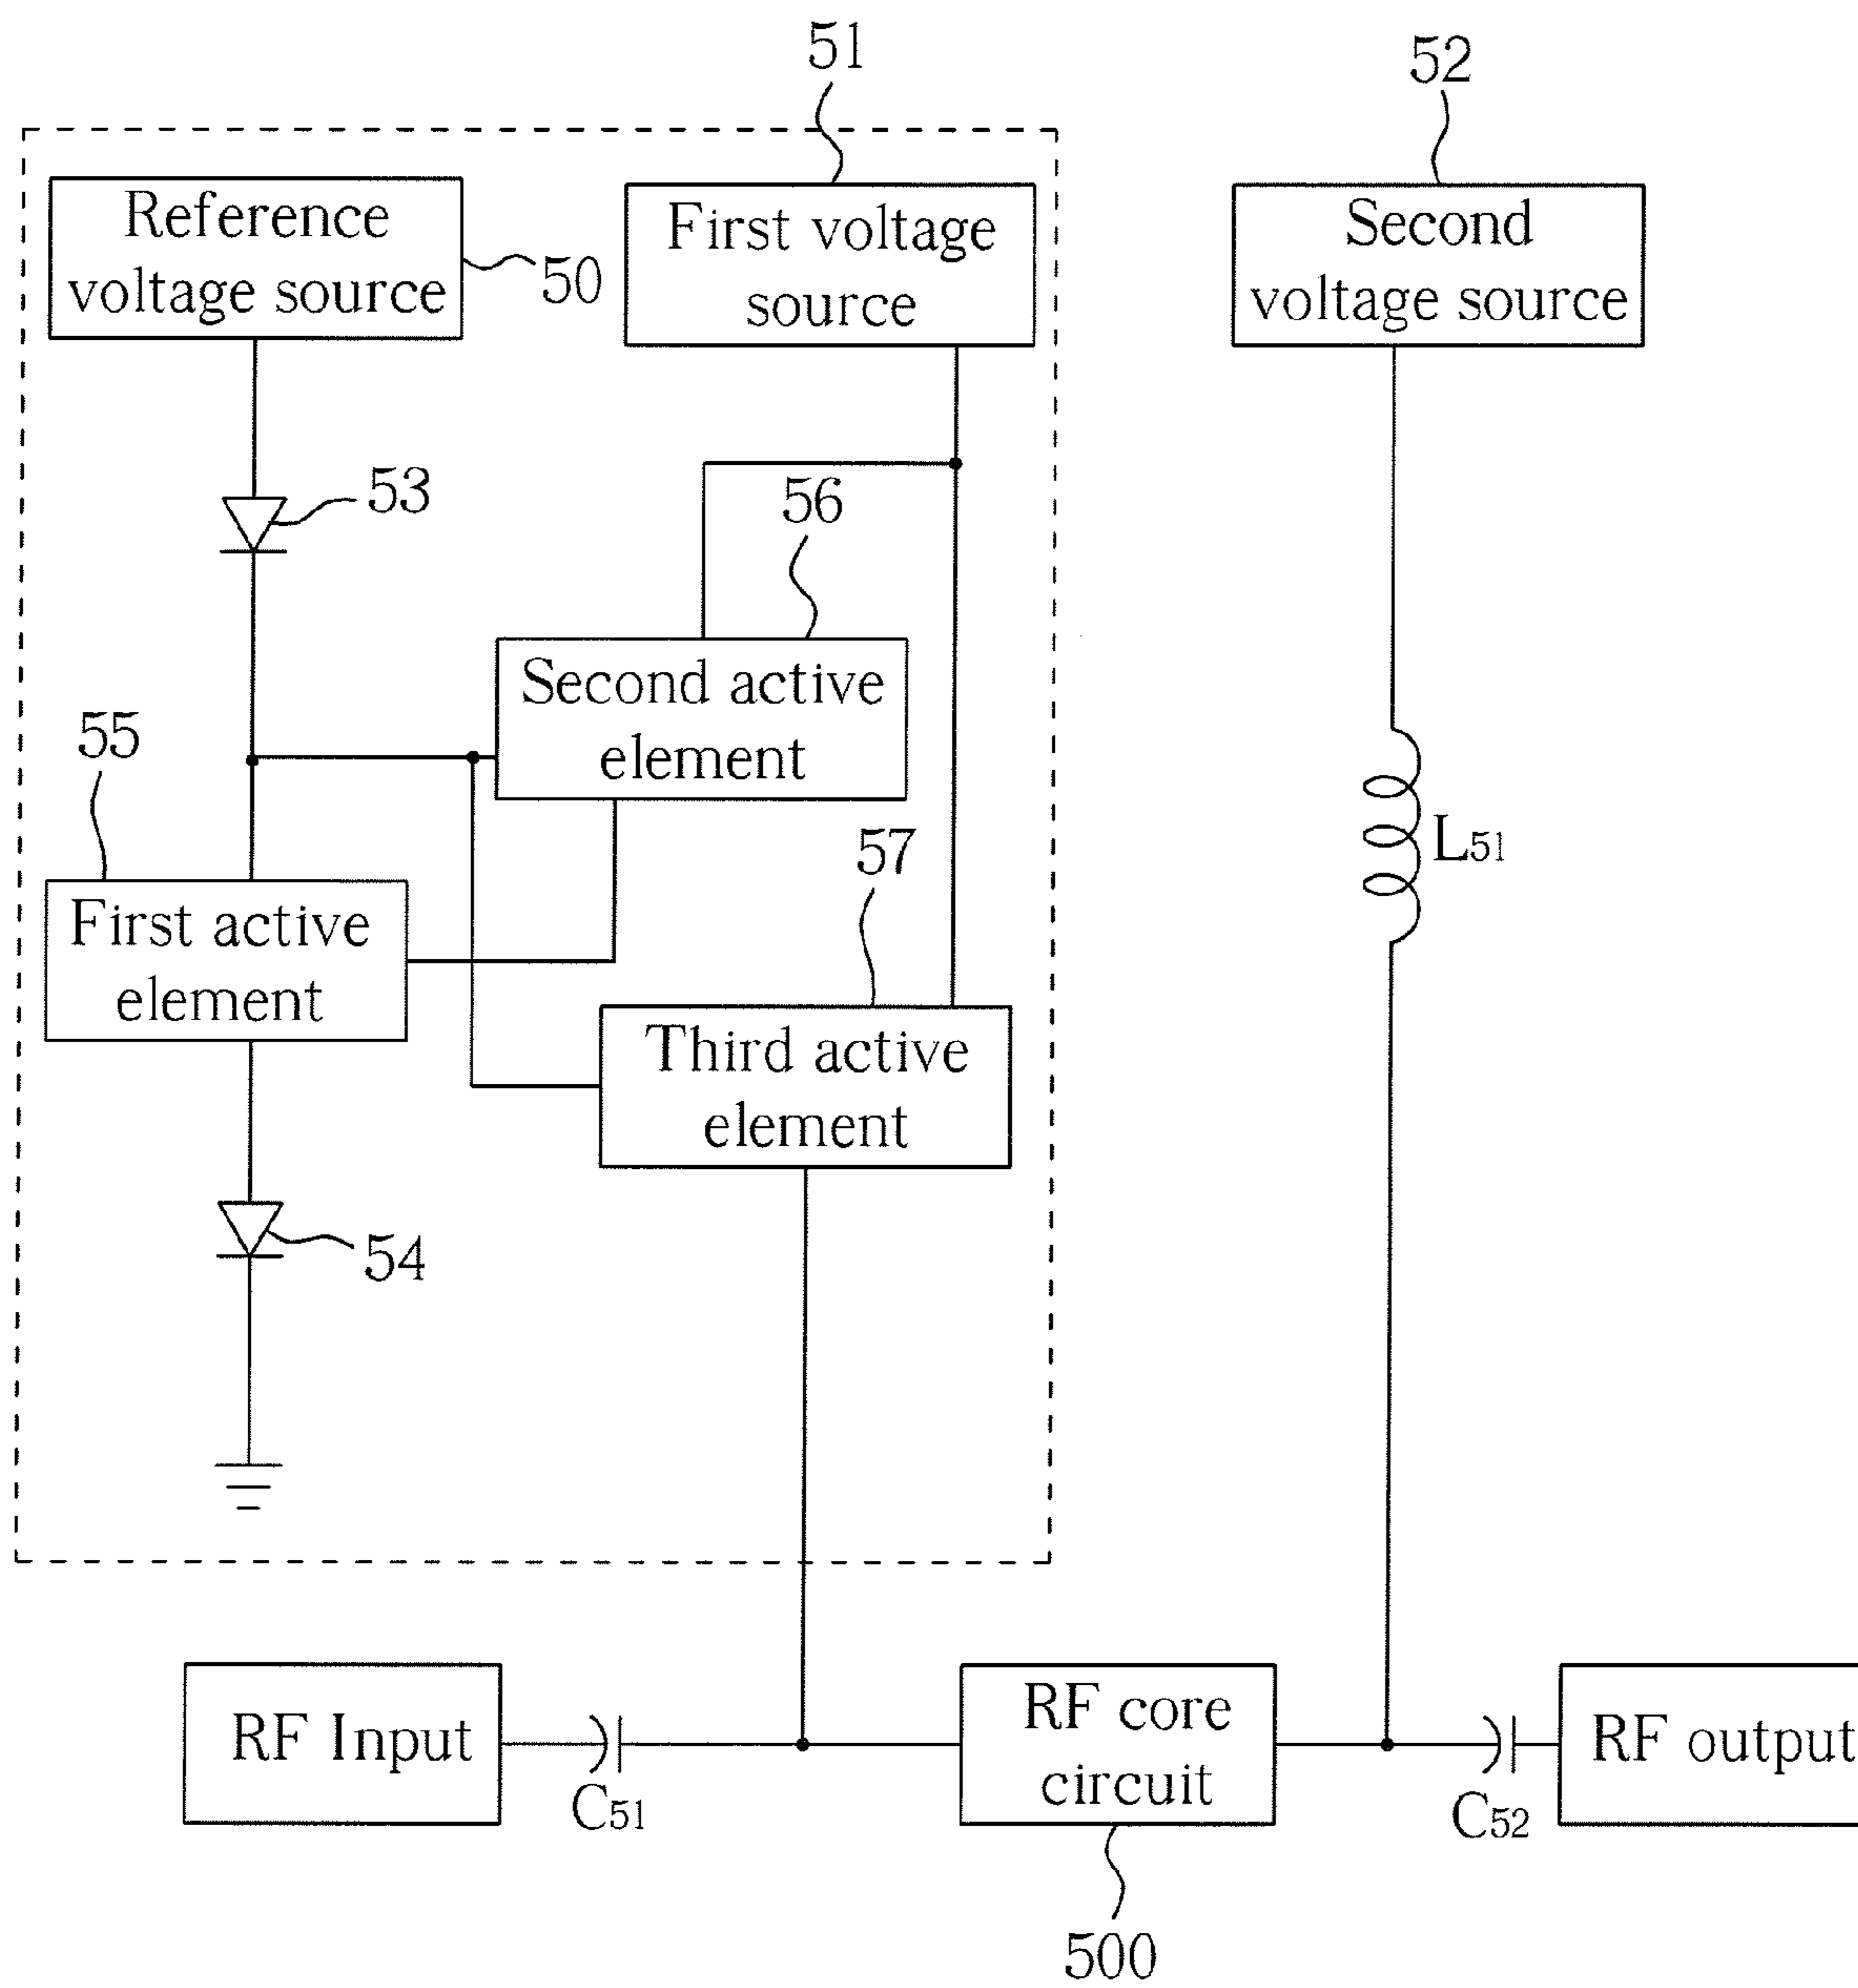 51
52
Reference
voltage source
50
First voltage
source
Second
voltage source
53
56
Second active
element
55
57
L51
First active
element
Third active
element
54
RF Input
C51
RF core
circuit
C52
RF output
500